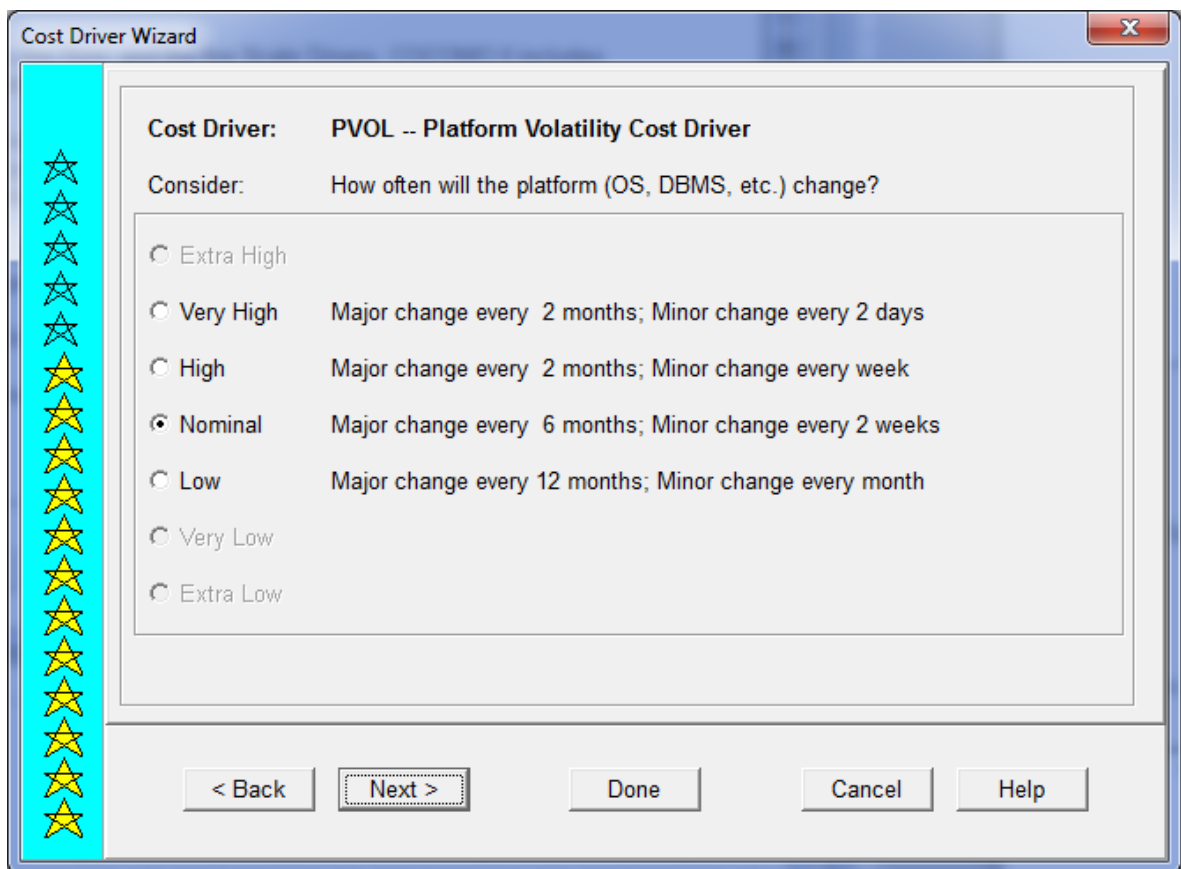 Cost Driver Wizard
Cost Driver: PVOL -- Platform Volatility Cost Driver
Consider: How often will the platform (OS, DBMS, etc.) change?
Extra High
Very High Major change every 2 months; Minor change every 2 days
High Major change every 2 months; Minor change every week
Nominal Major change every 6 months; Minor change every 2 weeks
Low Major change every 12 months; Minor change every month
Very Low
Extra Low
< Back Next > Done Cancel Help